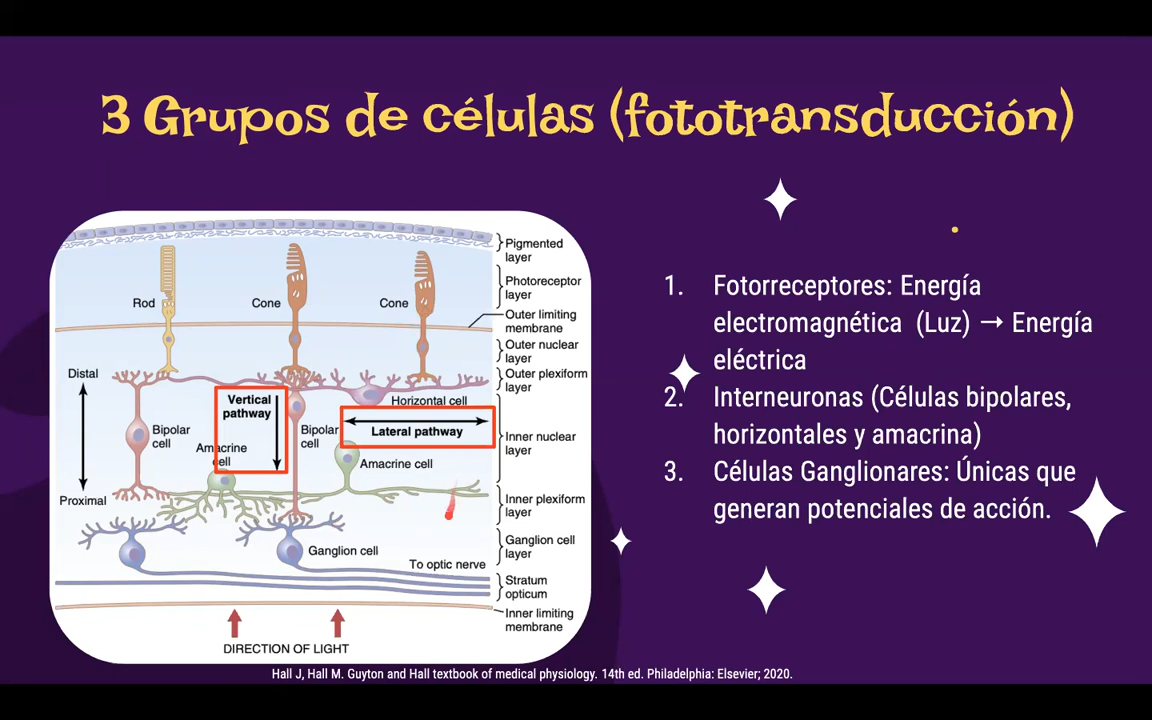 3 Grupos de células (fototransducción)
Pigmented
layer
Photoreceptor
layer
Rod
Cone
Cone
Outer limiting
membrane
Outer nuclear
layer
Distal
Outer plexiform
layer
Vertical
pathway
Horizontal cell
Lateral pathway
Bipolar
cell
Bipolar
cell
Inner nuclear
layer
Amacrine
cell
Amacrine cell
Proximal
Inner plexiform
layer
Ganglion cell
Ganglion cell
layer
To optic nerve
Stratum
opticum
Inner limiting
membrane
DIRECTION OF LIGHT
1. Fotorreceptores: Energía
electromagnética (Luz) → Energía
eléctrica
2. Interneuronas (Células bipolares,
horizontales y amacrina)
3. Células Ganglionares: Únicas que
generan potenciales de acción.
Hall J, Hall M. Guyton and Hall textbook of medical physiology. 14th ed. Philadelphia: Elsevier; 2020.